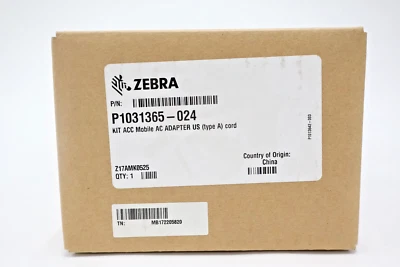 ZEBRA
P/N:
P1031365-024
KIT ACC Mobile AC ADAPTER US (type A) cord
Z17AMK0525
QTY: 1
Country of Origin:
China
TN:
MB172205820